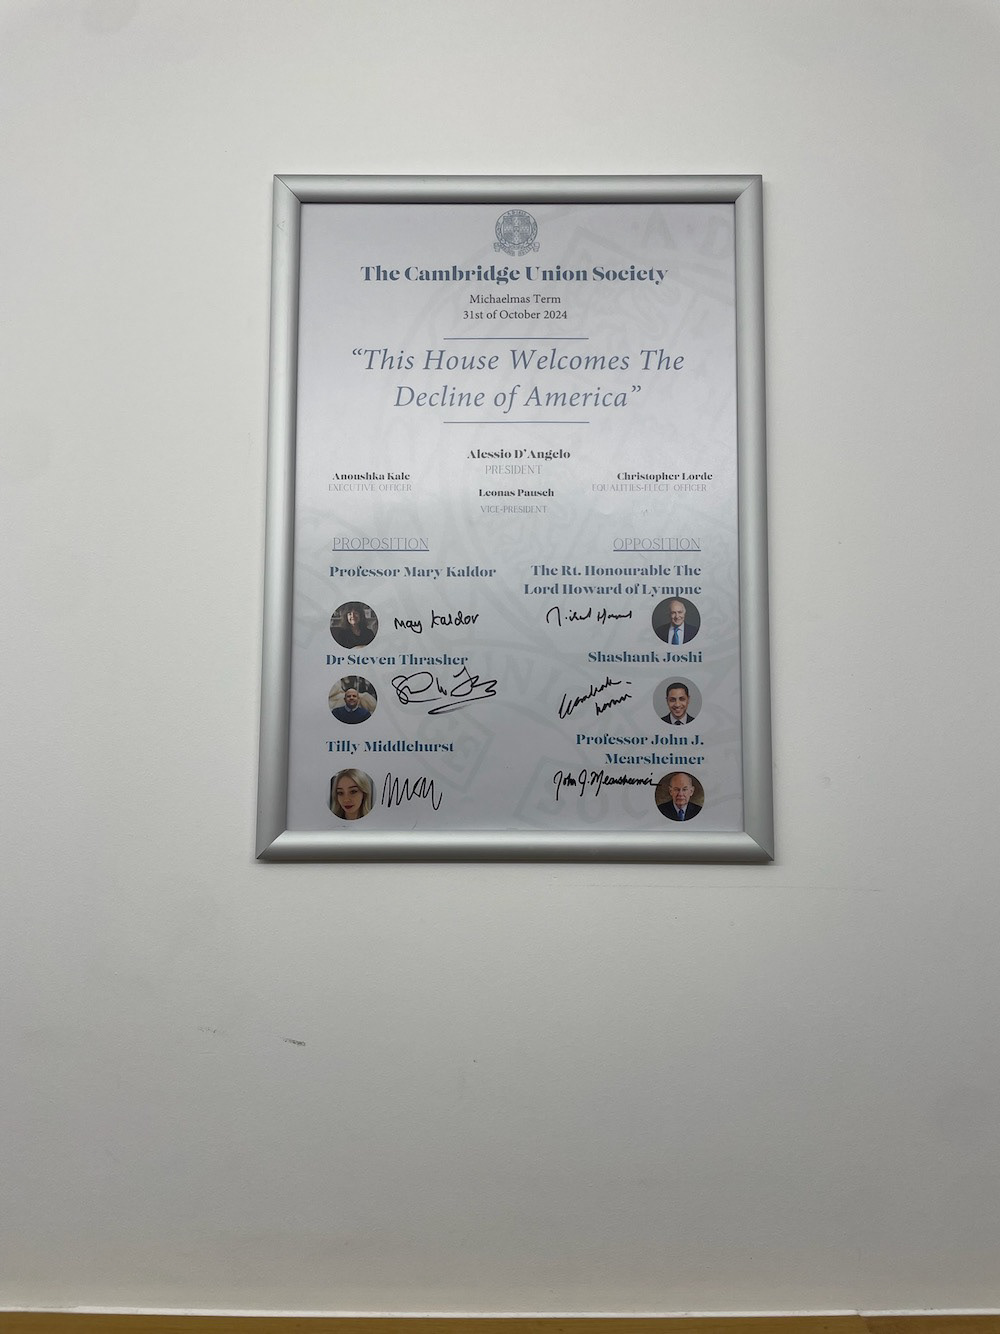 The Cambridge Union Society
Michaelmas Term
31st of October 2024
“This House Welcomes The
Decline of America”
Alessio D’Angelo
PRESIDENT
Anoushka Kale
EXECUTIVE OFFICER
Christopher Lorde
EQUALITIES-ELECT OFFICER
Leonas Pausch
VICE-PRESIDENT
PROPOSITION
Professor Mary Kaldor
Mary Kaldor
Dr Steven Thrasher
Tilly Middlehurst
OPPOSITION
The Rt. Honourable The
Lord Howard of Lympne
Michael Howard
Shashank Joshi
Professor John J.
Mearsheimer
John J. Mearsheimer